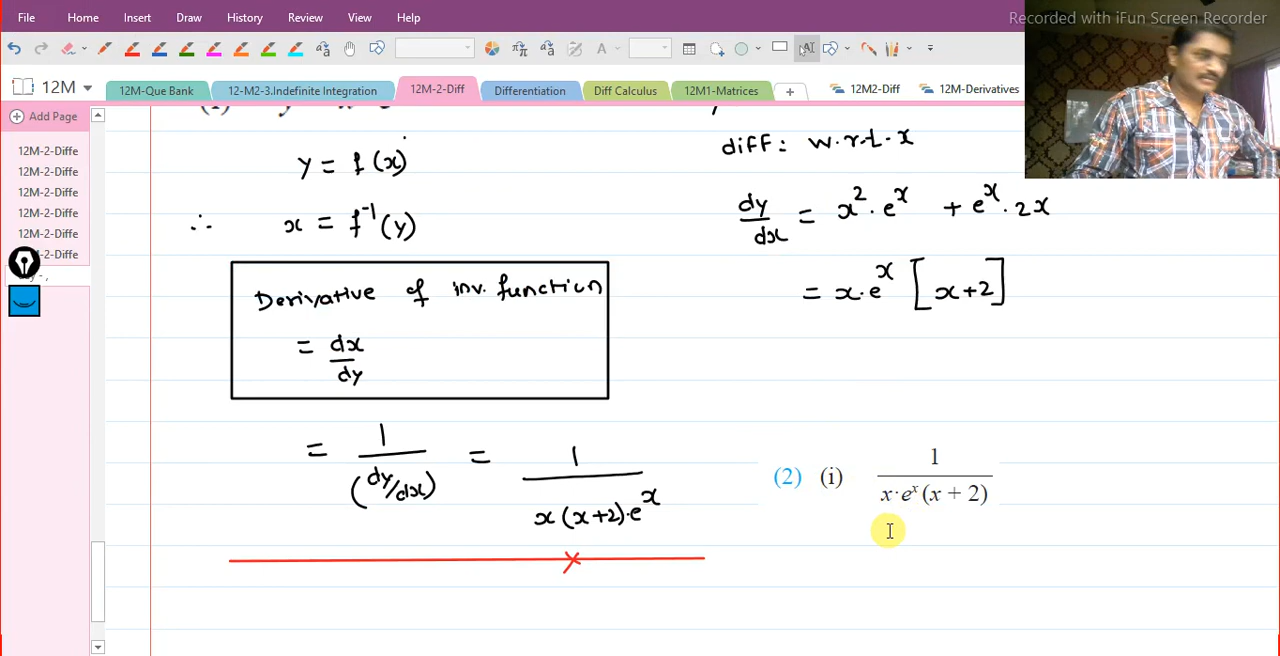 File Home Insert Draw History Review View Help
Recorded with iFun Screen Recorder
12M
12M-Que Bank
12-M2-3.Indefinite Integration
12M-2-Diff
Differentiation
Diff Calculus
12M1-Matrices
12M2-Diff
12M-Derivatives
Add Page
12M-2-Diffe
12M-2-Diffe
12M-2-Diffe
12M-2-Diffe
12M-2-Diffe
M-2-Diffe
y = f(x)
∴ x = f⁻¹(y)
Derivative of inv. function
= dx/dy
= 1/(dy/dx) = 1/x(x+2)·eˣ
diff: w.r.t.x
dy/dx = x²·eˣ + eˣ·2x
= x·eˣ [x+2]
(2) (i) 1/x·eˣ(x + 2)